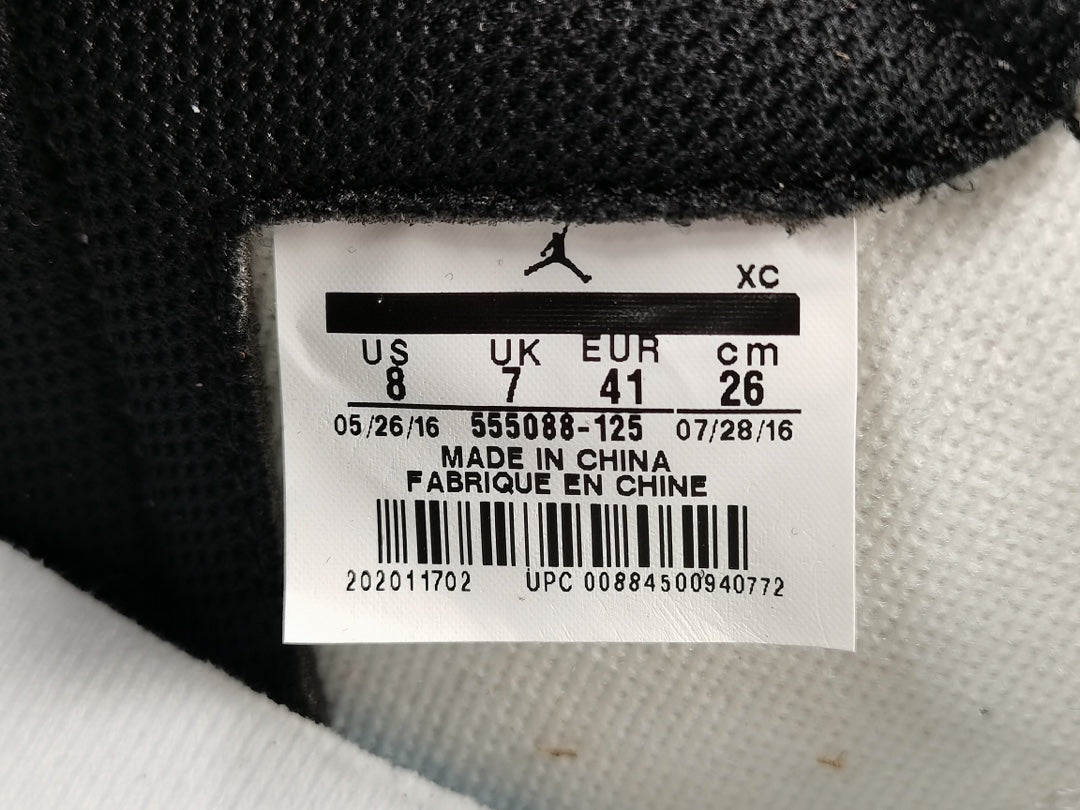 XC
US UK EUR cm
8 7 41 26
05/26/16 555088-125 07/28/16
MADE IN CHINA
FABRIQUE EN CHINE
202011702 UPC 00884500940772